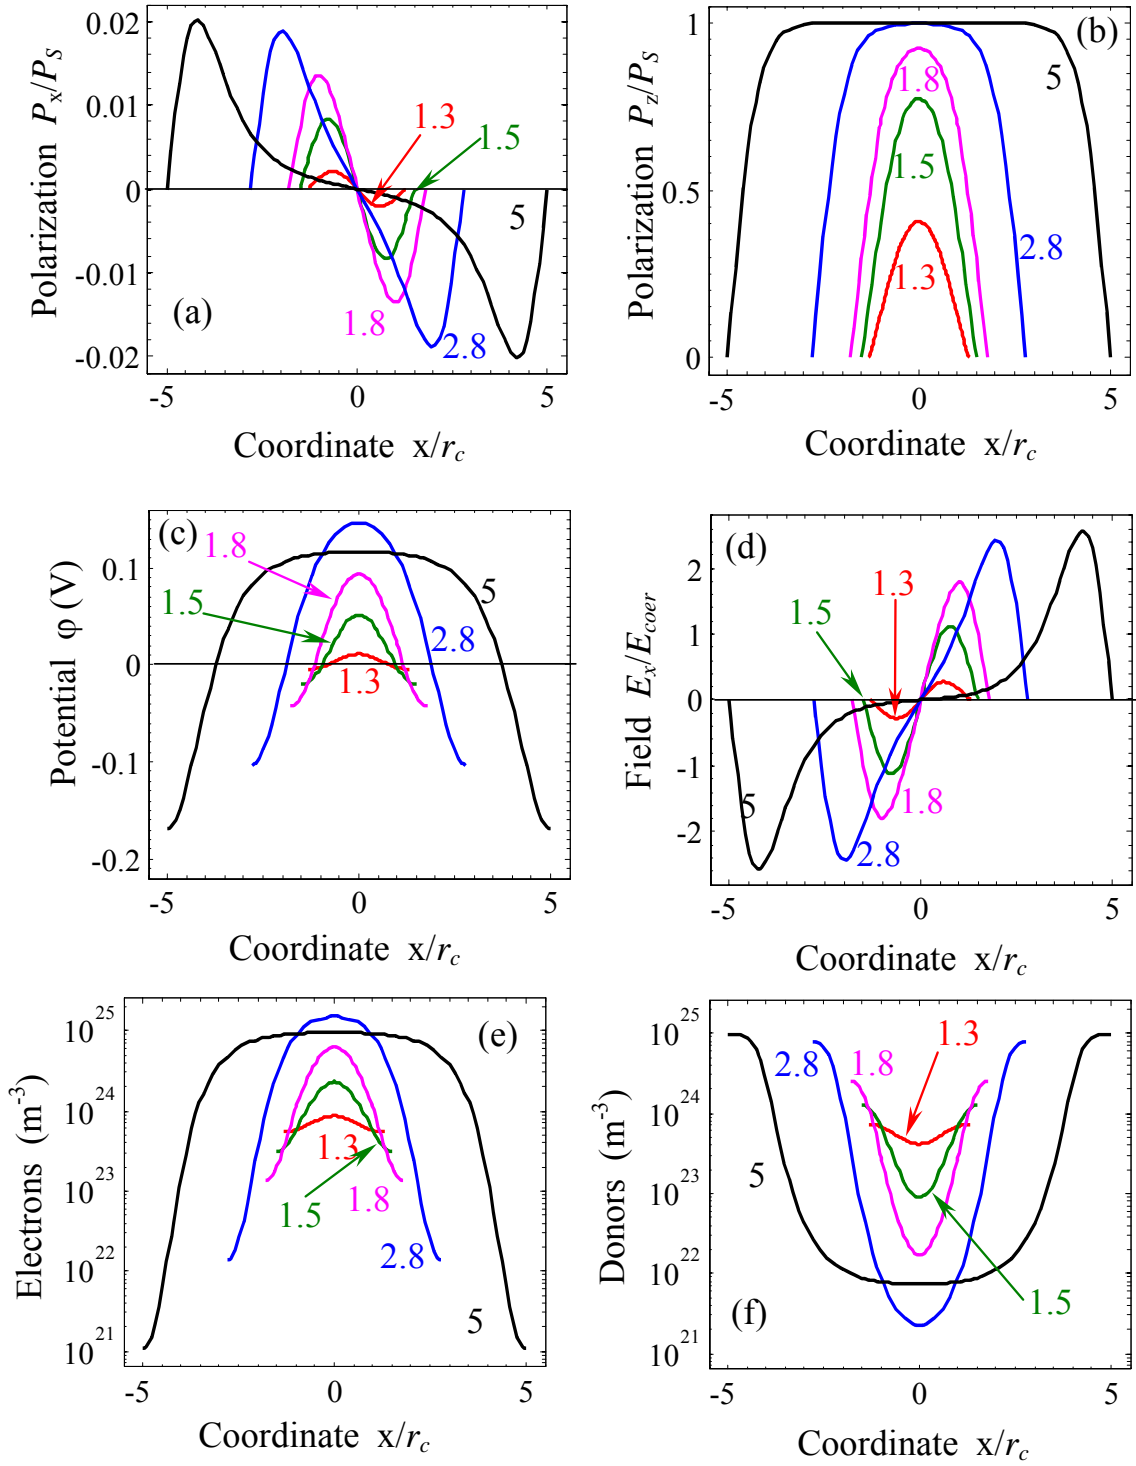 Polarization P_x/P_S
0.02
0.01
0
-0.01
-0.02
1.3
1.5
5
1.8
2.8
(a)
-5 0 5
Coordinate x/r_c
Polarization P_z/P_S
1
0.5
0
(b)
5
1.8
1.5
2.8
1.3
-5 0 5
Coordinate x/r_c
Potential φ (V)
0.1
0
-0.1
-0.2
(c)
1.8
1.5
5
2.8
1.3
-5 0 5
Coordinate x/r_c
Field E_x/E_coer
2
1
0
-1
-2
(d)
1.3
1.5
5
1.8
2.8
-5 0 5
Coordinate x/r_c
Electrons (m^-3)
10^25
10^24
10^23
10^22
10^21
(e)
1.3
1.5
1.8
2.8
5
-5 0 5
Coordinate x/r_c
Donors (m^-3)
10^25
10^24
10^23
10^22
10^21
1.3
2.8
1.8
5
1.5
(f)
-5 0 5
Coordinate x/r_c